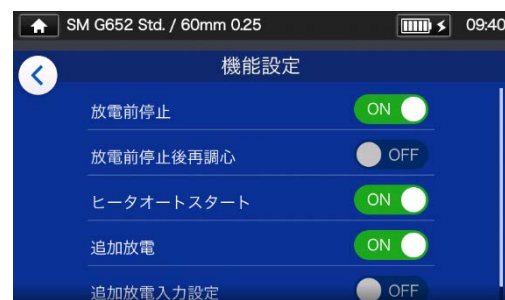 SM G652 Std. / 60mm 0.25 09:40
機能設定
放電前停止 ON
放電前停止後再調心 OFF
ヒータオートスタート ON
追加放電 ON
追加放電入力設定 OFF